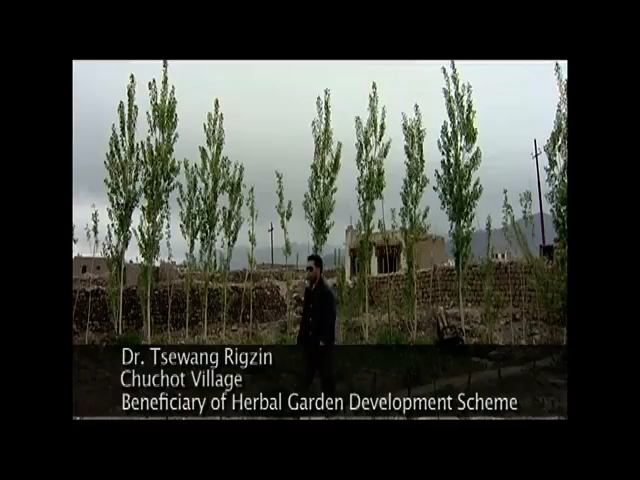 Dr. Tsewang Rigzin
Chuchot Village
Beneficiary of Herbal Garden Development Scheme